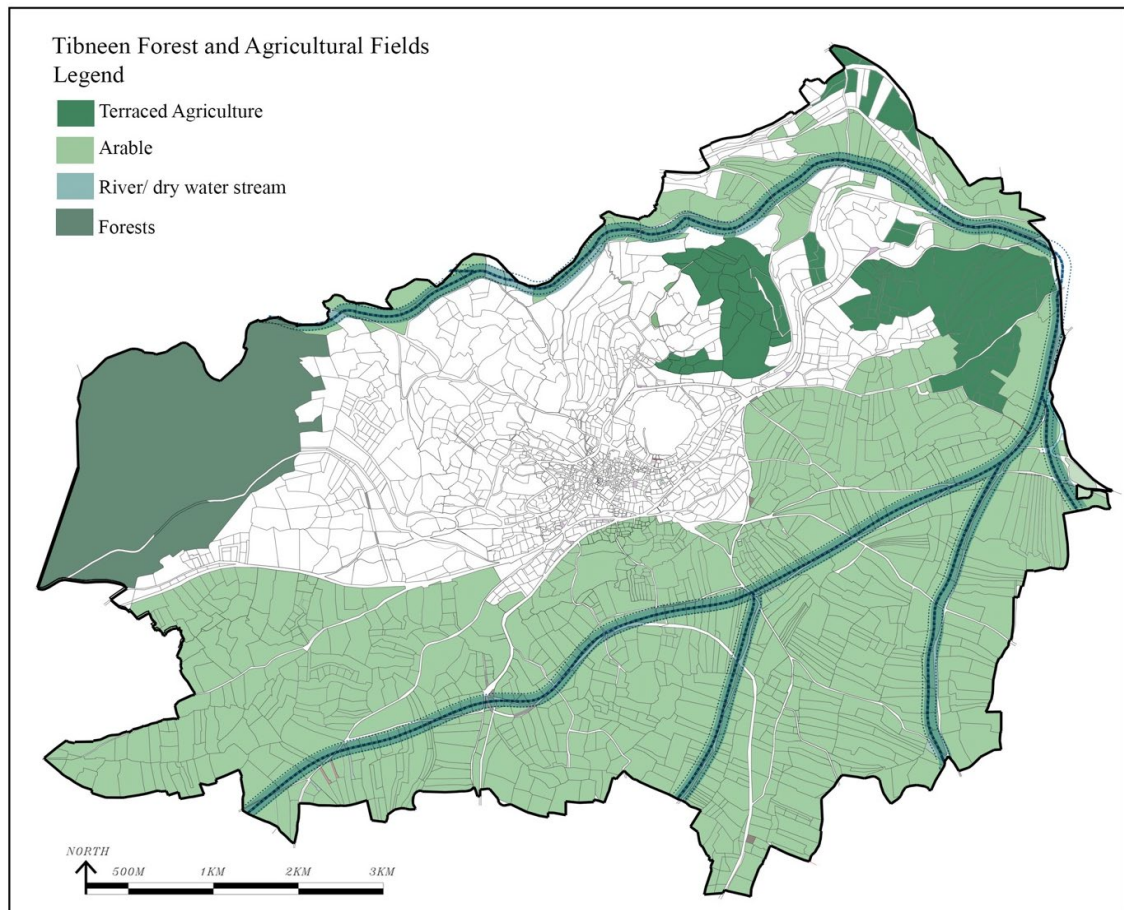 Tibneen Forest and Agricultural Fields
Legend
Terraced Agriculture
Arable
River/ dry water stream
Forests
NORTH
500M 1KM 2KM 3KM